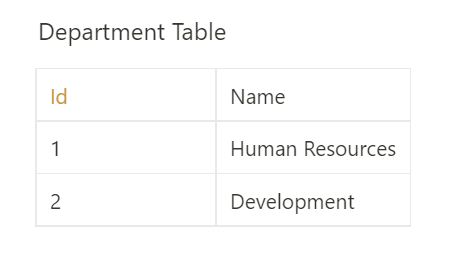 Department Table
Id Name
1 Human Resources
2 Development